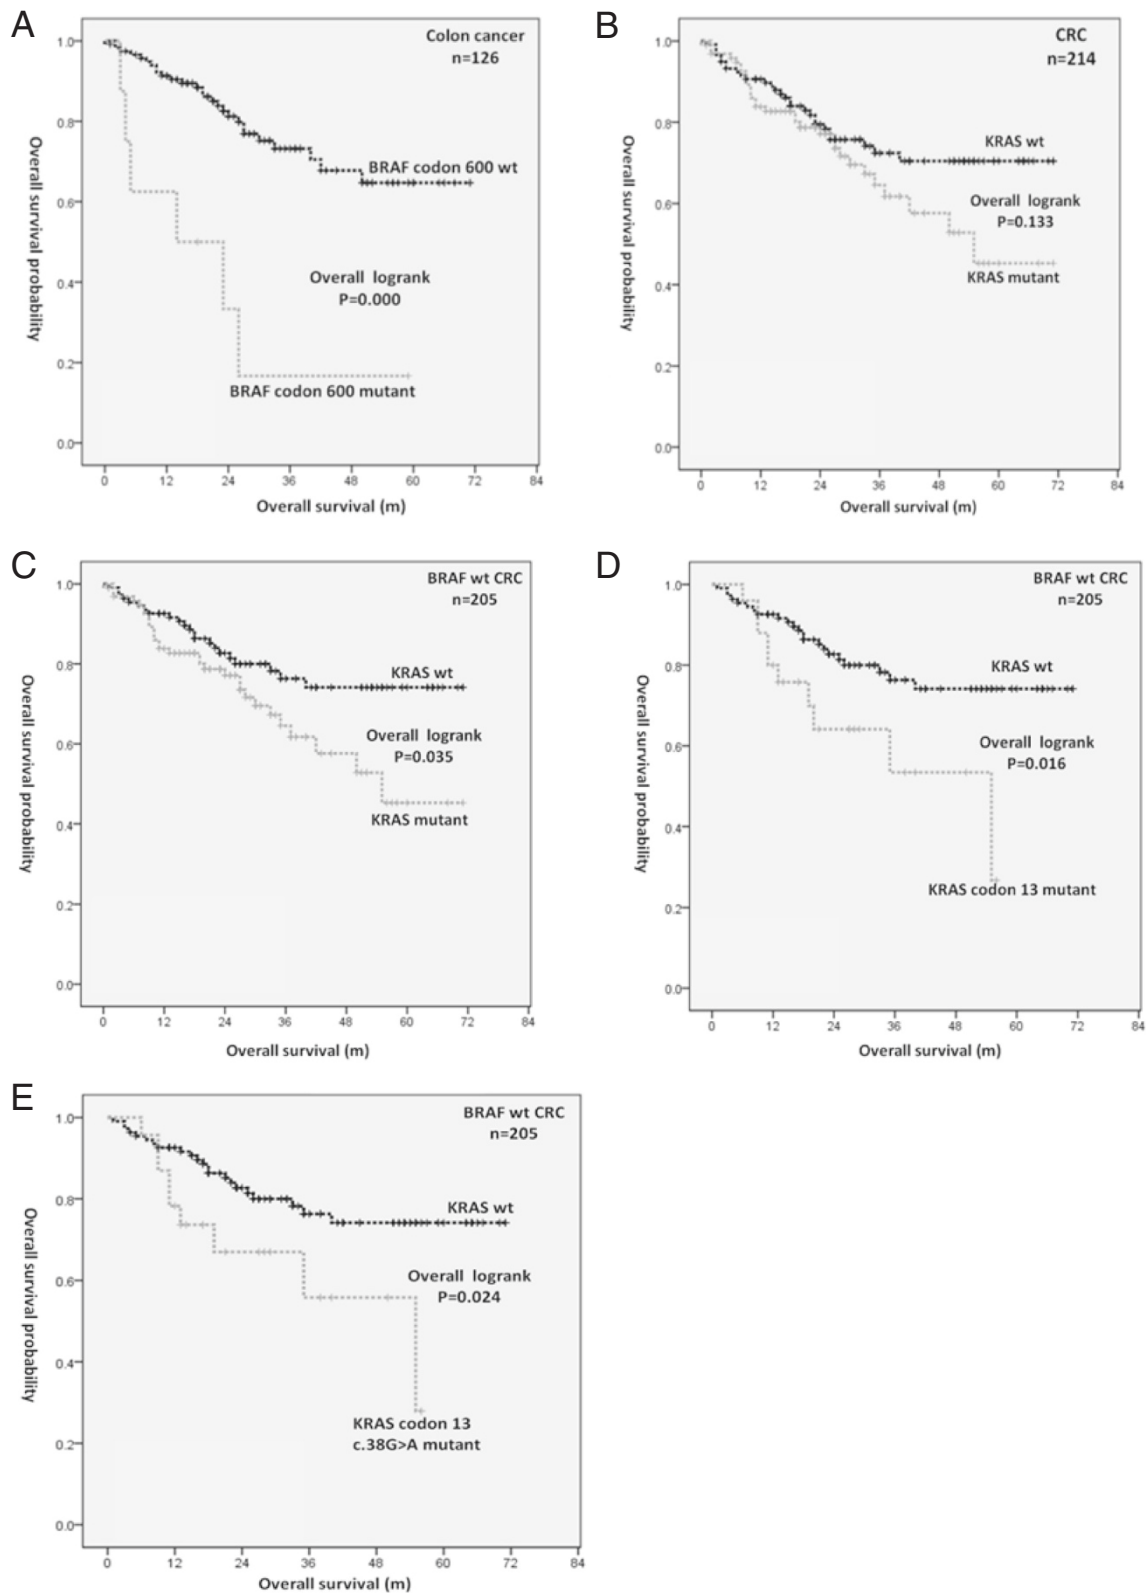 A
Colon cancer
n=126
Overall survival probability
1.0
0.8
0.6
0.4
0.2
0.0
BRAF codon 600 wt
Overall logrank
P=0.000
BRAF codon 600 mutant
0 12 24 36 48 60 72 84
Overall survival (m)
B
CRC
n=214
Overall survival probability
1.0
0.8
0.6
0.4
0.2
0.0
KRAS wt
Overall logrank
P=0.133
KRAS mutant
0 12 24 36 48 60 72 84
Overall survival (m)
C
BRAF wt CRC
n=205
Overall survival probability
1.0
0.8
0.6
0.4
0.2
0.0
KRAS wt
Overall logrank
P=0.035
KRAS mutant
0 12 24 36 48 60 72 84
Overall survival (m)
D
BRAF wt CRC
n=205
Overall survival probability
1.0
0.8
0.6
0.4
0.2
0.0
KRAS wt
Overall logrank
P=0.016
KRAS codon 13 mutant
0 12 24 36 48 60 72 84
Overall survival (m)
E
BRAF wt CRC
n=205
Overall survival probability
1.0
0.8
0.6
0.4
0.2
0.0
KRAS wt
Overall logrank
P=0.024
KRAS codon 13
c.38G>A mutant
0 12 24 36 48 60 72 84
Overall survival (m)